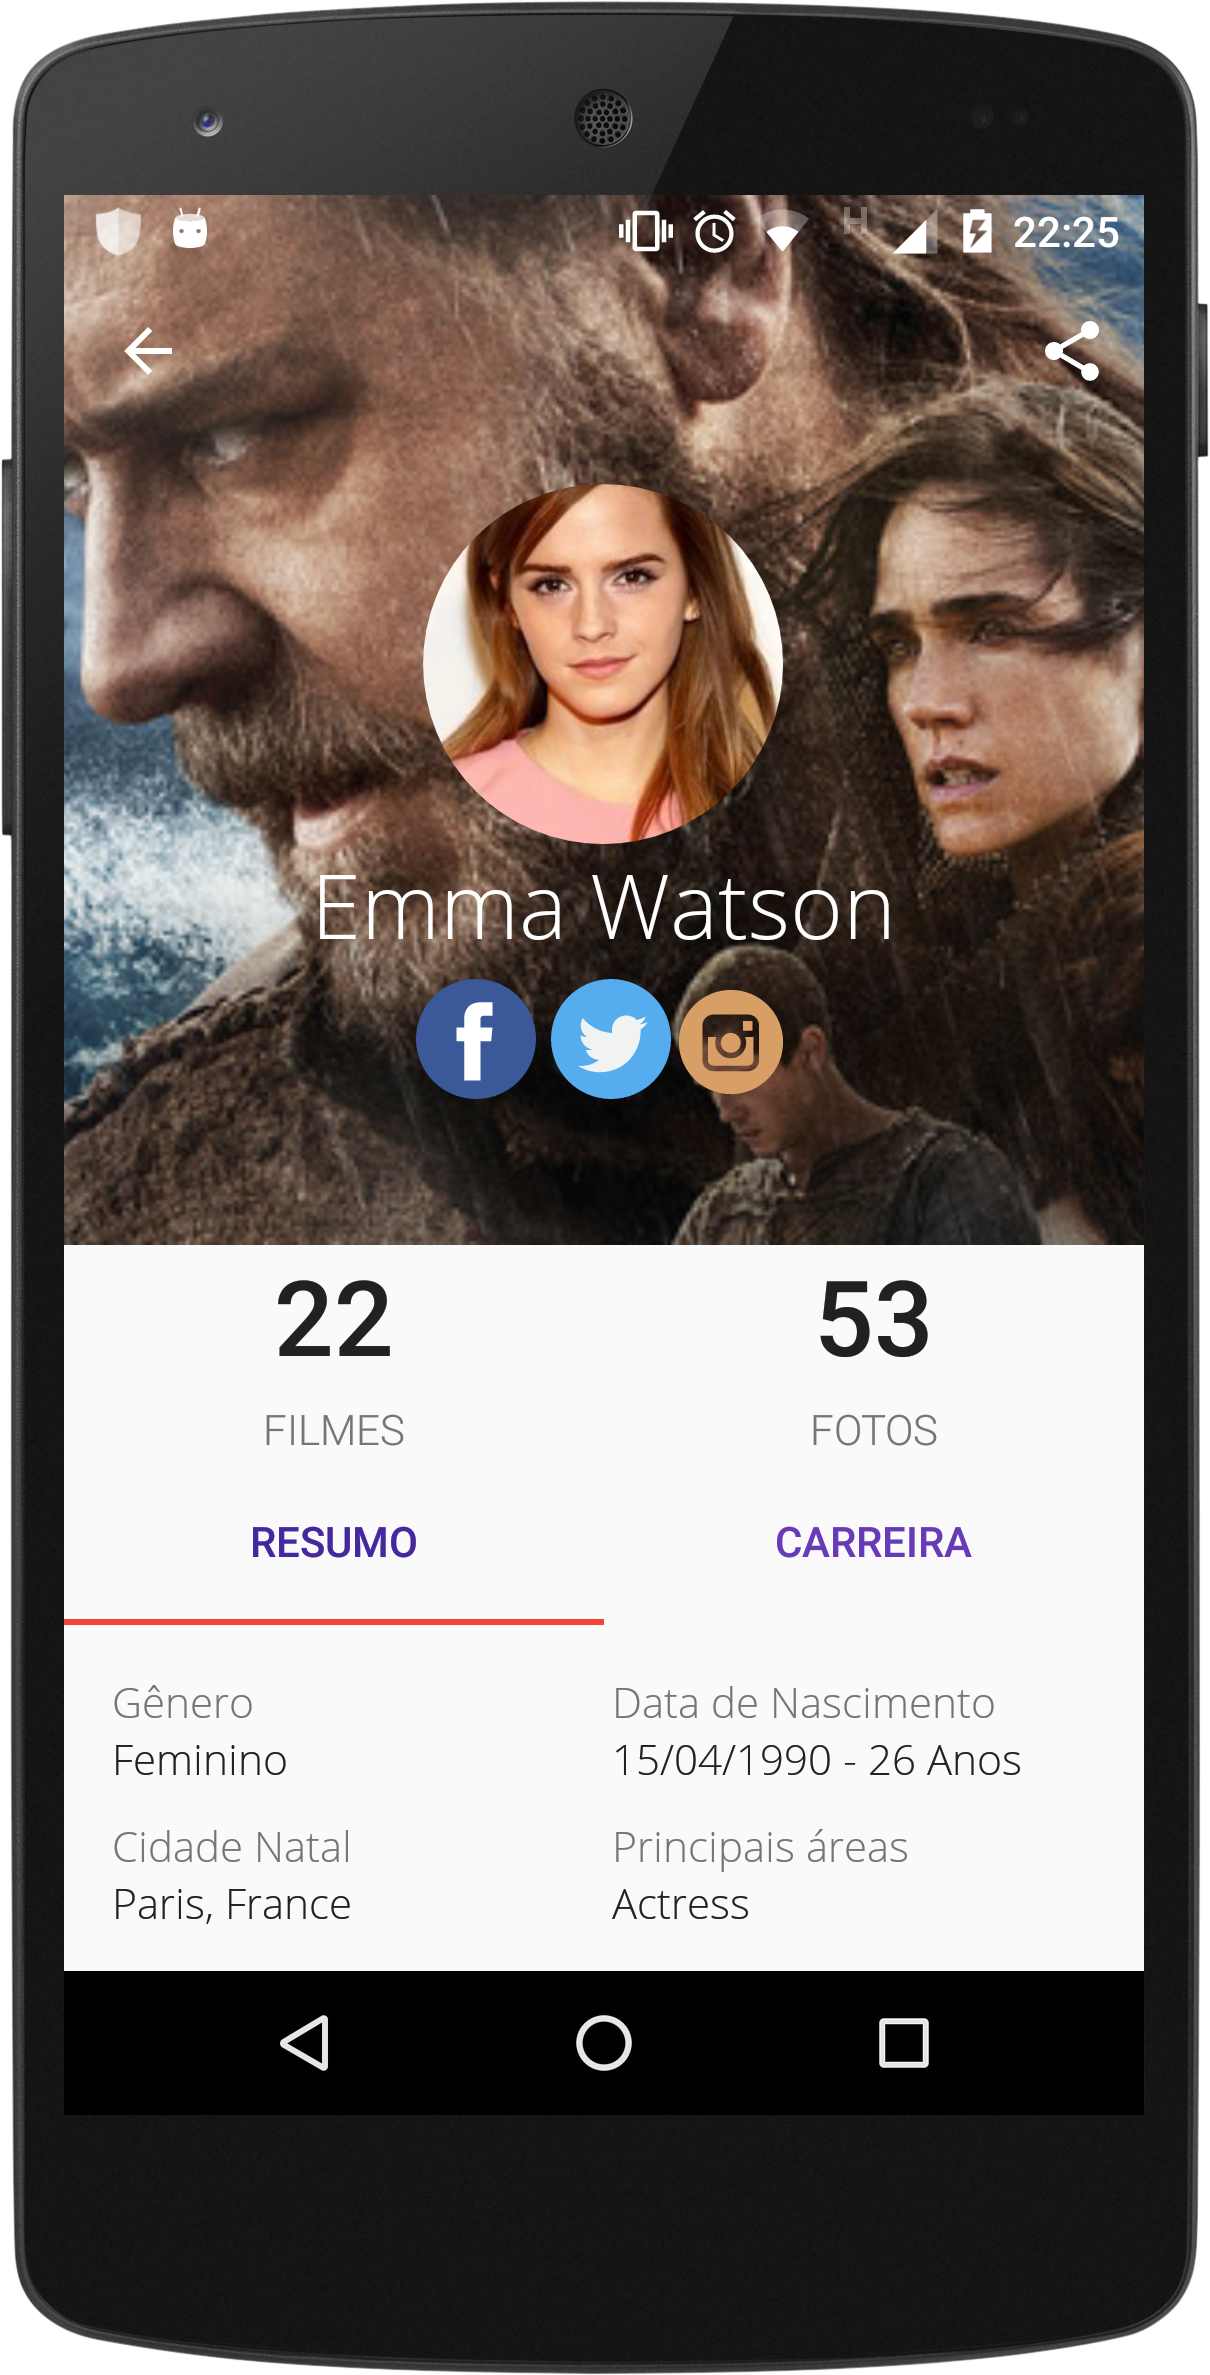 H 22:25
Emma Watson
22 53
FILMES FOTOS
RESUMO CARREIRA
Gênero Data de Nascimento
Feminino 15/04/1990 - 26 Anos
Cidade Natal Principais áreas
Paris, France Actress